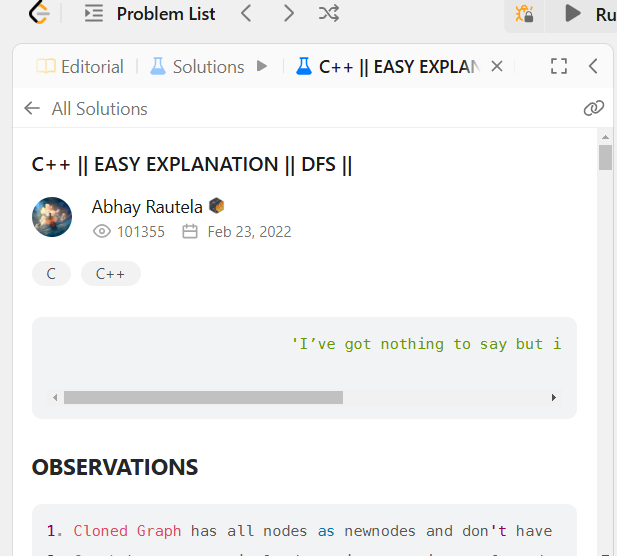 Problem List
Ru
Editorial
Solutions
C++ || EASY EXPLAN
All Solutions
C++ || EASY EXPLANATION || DFS ||
Abhay Rautela
101355 Feb 23, 2022
C C++
'I’ve got nothing to say but i
OBSERVATIONS
1. Cloned Graph has all nodes as newnodes and don't have